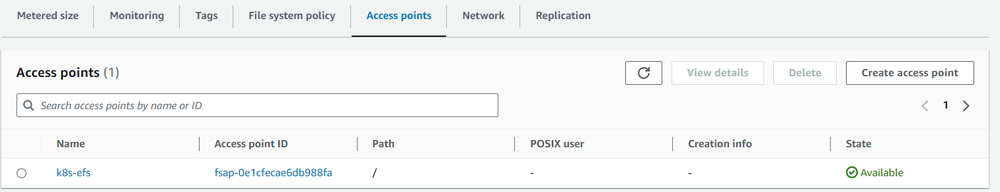 Metered size Monitoring Tags File system policy Access points Network Replication
Access points (1) View details Delete Create access point
Search access points by name or ID 1
Name Access point ID Path POSIX user Creation info State
k8s-efs fsap-0e1cfecae6db988fa / - - Available